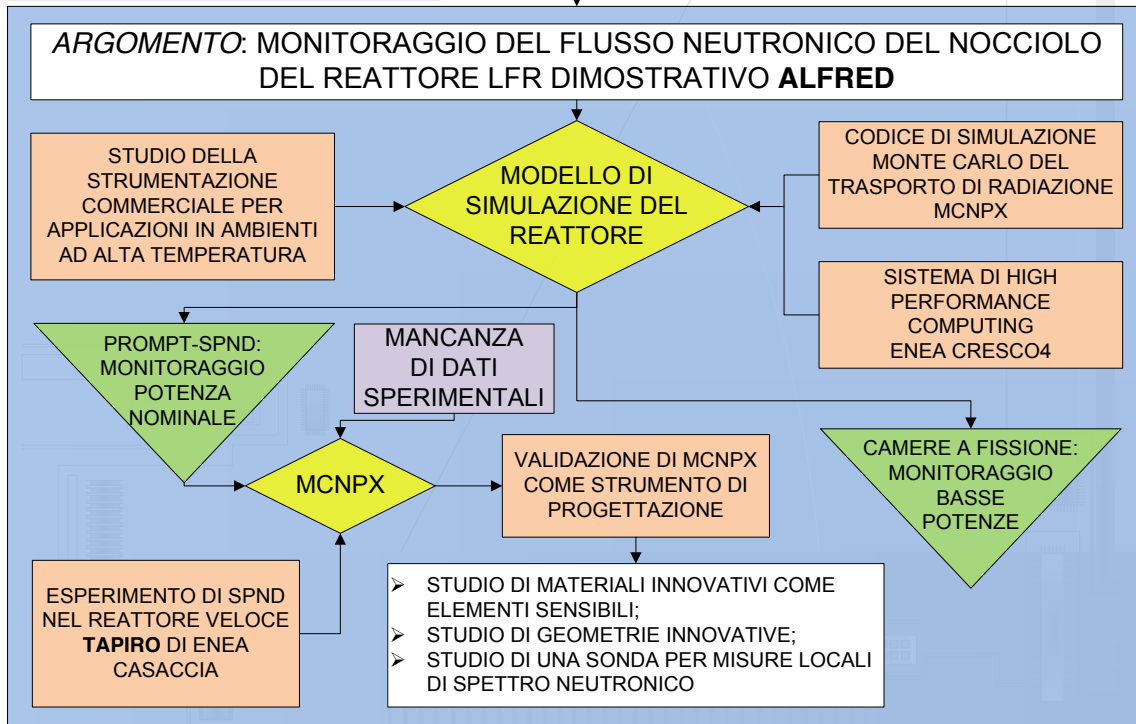 ARGOMENTO: MONITORAGGIO DEL FLUSSO NEUTRONICO DEL NOCCIOLO
DEL REATTORE LFR DIMOSTRATIVO ALFRED
STUDIO DELLA
STRUMENTAZIONE
COMMERCIALE PER
APPLICAZIONI IN AMBIENTI
AD ALTA TEMPERATURA
MODELLO DI
SIMULAZIONE DEL
REATTORE
CODICE DI SIMULAZIONE
MONTE CARLO DEL
TRASPORTO DI RADIAZIONE
MCNPX
SISTEMA DI HIGH
PERFORMANCE
COMPUTING
ENEA CRESCO4
PROMPT-SPND:
MONITORAGGIO
POTENZA
NOMINALE
MANCANZA
DI DATI
SPERIMENTALI
MCNPX
VALIDAZIONE DI MCNPX
COME STRUMENTO DI
PROGETTAZIONE
CAMERE A FISSIONE:
MONITORAGGIO
BASSE
POTENZE
ESPERIMENTO DI SPND
NEL REATTORE VELOCE
TAPIRO DI ENEA
CASACCIA
➢ STUDIO DI MATERIALI INNOVATIVI COME
ELEMENTI SENSIBILI;
➢ STUDIO DI GEOMETRIE INNOVATIVE;
➢ STUDIO DI UNA SONDA PER MISURE LOCALI
DI SPETTRO NEUTRONICO